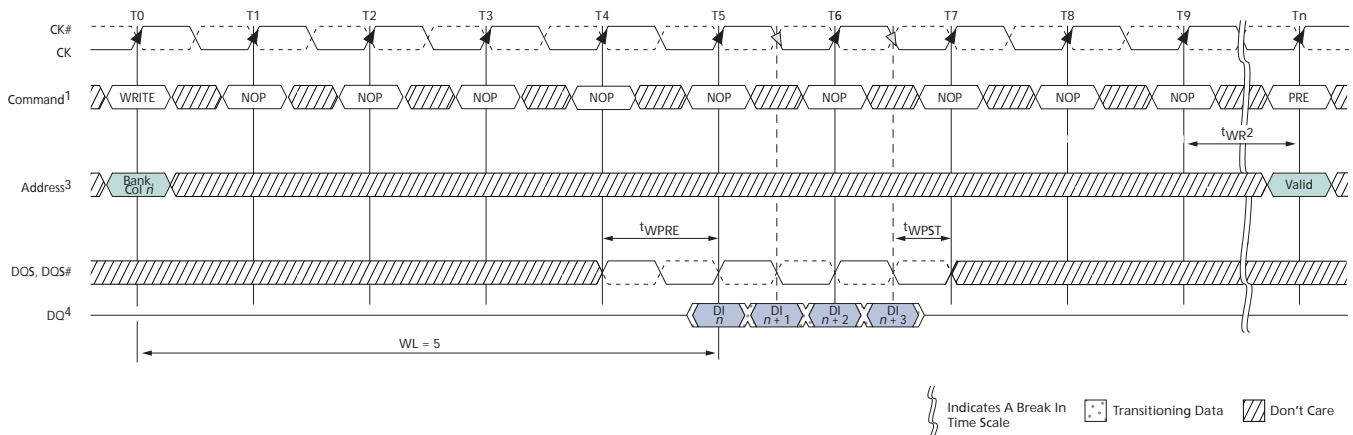 T0 T1 T2 T3 T4 T5 T6 T7 T8 T9 Tn
CK#
CK
Command1 WRITE NOP NOP NOP NOP NOP NOP NOP NOP NOP PRE
tWR2
Address3 Bank, Col n Valid
tWPRE tWPST
DQS, DQS#
DQ4 DI n DI n + 1 DI n + 2 DI n + 3
WL = 5
Indicates A Break In
Time Scale
Transitioning Data
Don't Care